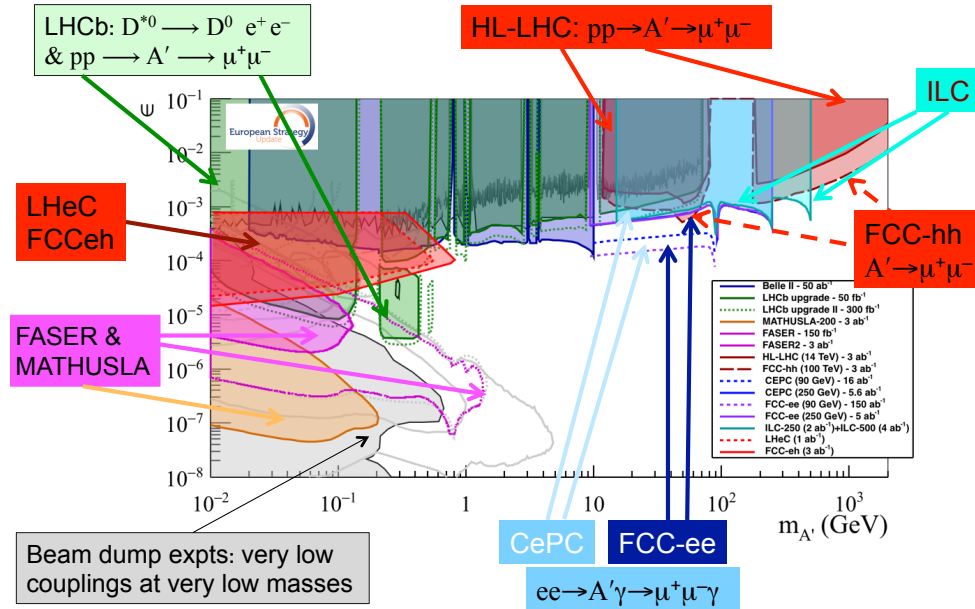 LHCb: D*⁰ → D⁰ e⁺e⁻
& pp → A′ → μ⁺μ⁻
HL-LHC: pp→A′→μ⁺μ⁻
ILC
ε
European Strategy
Update
10⁻¹
10⁻²
10⁻³
10⁻⁴
10⁻⁵
10⁻⁶
10⁻⁷
10⁻⁸
LHeC
FCCeh
FCC-hh
A′→μ⁺μ⁻
FASER &
MATHUSLA
Belle II - 50 ab⁻¹
LHCb upgrade - 50 fb⁻¹
LHCb upgrade II - 300 fb⁻¹
MATHUSLA-200 - 3 ab⁻¹
FASER - 150 fb⁻¹
FASER2 - 3 ab⁻¹
HL-LHC (14 TeV) - 3 ab⁻¹
FCC-hh (100 TeV) - 3 ab⁻¹
CEPC (90 GeV) - 16 ab⁻¹
CEPC (250 GeV) - 5.6 ab⁻¹
FCC-ee (90 GeV) - 150 ab⁻¹
FCC-ee (250 GeV) - 5 ab⁻¹
ILC-250 (2 ab⁻¹)+ILC-500 (4 ab⁻¹)
LHeC (1 ab⁻¹)
FCC-eh (3 ab⁻¹)
10⁻² 10⁻¹ 1 10 10² 10³
m_A' (GeV)
CePC FCC-ee
ee→A′γ→μ⁺μ⁻γ
Beam dump expts: very low
couplings at very low masses